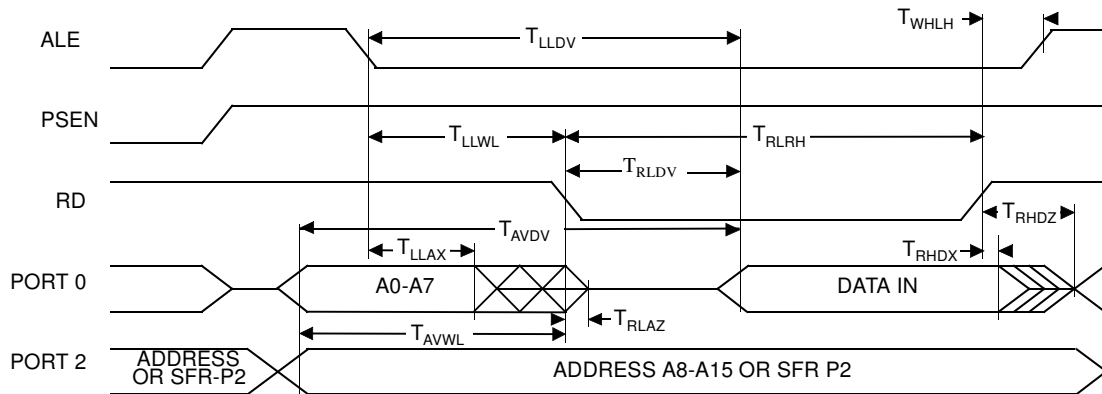 ALE
T_LLDV
T_WHLH
PSEN
T_LLWL
T_RLRH
T_RLDV
RD
T_AVDV
T_RHDZ
T_LLAX
T_RHDX
PORT 0
A0-A7
DATA IN
T_RLAZ
T_AVWL
PORT 2
ADDRESS
OR SFR-P2
ADDRESS A8-A15 OR SFR P2